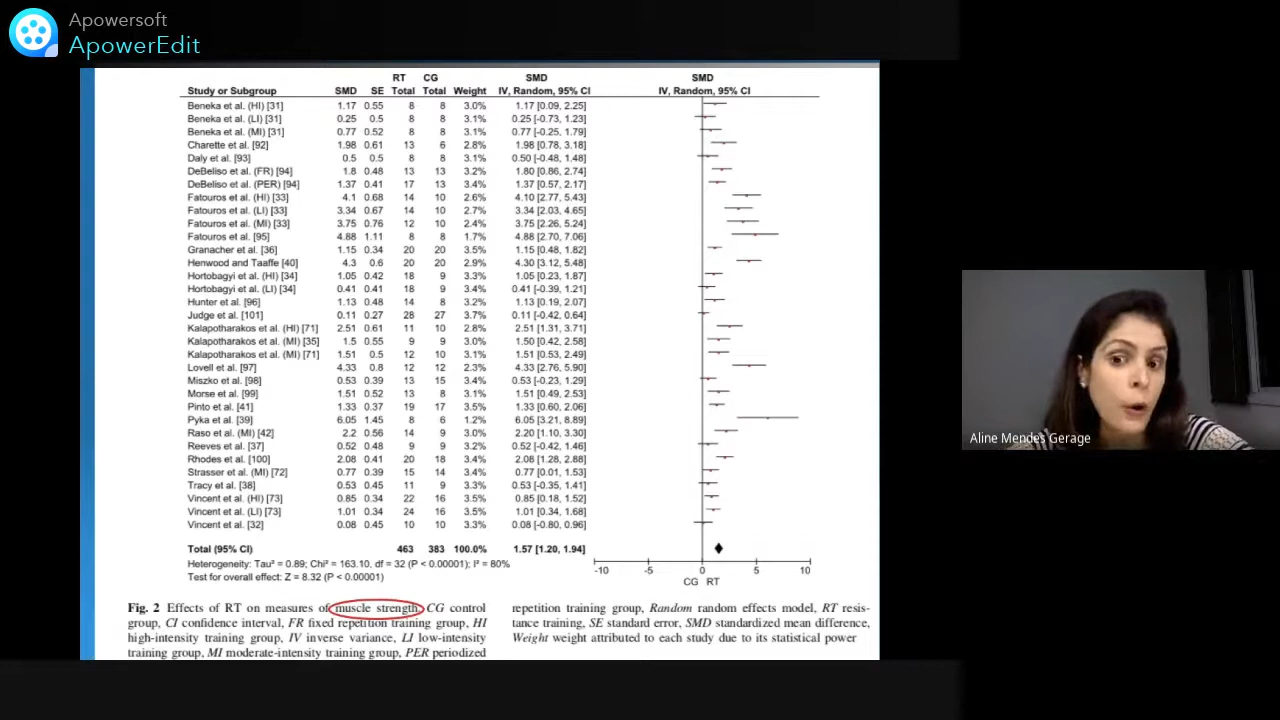 Apowersoft
ApowerEdit
RT CG SMD SMD
Study or Subgroup SMD SE Total Total Weight IV, Random, 95% CI IV, Random, 95% CI
Beneka et al. (HI) [31] 1.17 0.55 8 8 3.0% 1.17 [0.09, 2.25]
Beneka et al. (LI) [31] 0.25 0.5 8 8 3.1% 0.25 [-0.73, 1.23]
Beneka et al. (MI) [31] 0.77 0.52 8 8 3.1% 0.77 [-0.25, 1.79]
Charette et al. [92] 1.98 0.61 13 6 2.8% 1.98 [0.78, 3.18]
Daly et al. [93] 0.5 0.5 8 8 3.1% 0.50 [-0.48, 1.48]
DeBeliso et al. (FR) [94] 1.8 0.48 13 13 3.2% 1.80 [0.86, 2.74]
DeBeliso et al. (PER) [94] 1.37 0.41 17 13 3.4% 1.37 [0.57, 2.17]
Fatouros et al. (HI) [33] 4.1 0.68 14 10 2.6% 4.10 [2.77, 5.43]
Fatouros et al. (LI) [33] 3.34 0.67 14 10 2.7% 3.34 [2.03, 4.65]
Fatouros et al. (MI) [33] 3.75 0.76 12 10 2.4% 3.75 [2.26, 5.24]
Fatouros et al. [95] 4.88 1.11 8 8 1.7% 4.88 [2.70, 7.06]
Granacher et al. [36] 1.15 0.34 20 20 3.5% 1.15 [0.48, 1.82]
Henwood and Taaffe [40] 4.3 0.6 20 20 2.9% 4.30 [3.12, 5.48]
Hortobagyi et al. (HI) [34] 1.05 0.42 18 9 3.3% 1.05 [0.23, 1.87]
Hortobagyi et al. (LI) [34] 0.41 0.41 18 9 3.4% 0.41 [-0.39, 1.21]
Hunter et al. [96] 1.13 0.48 14 8 3.2% 1.13 [0.19, 2.07]
Judge et al. [101] 0.11 0.27 28 27 3.7% 0.11 [-0.42, 0.64]
Kalapotharakos et al. (HI) [71] 2.51 0.61 11 10 2.8% 2.51 [1.31, 3.71]
Kalapotharakos et al. (MI) [35] 1.5 0.55 9 9 3.0% 1.50 [0.42, 2.58]
Kalapotharakos et al. (MI) [71] 1.51 0.5 12 10 3.1% 1.51 [0.53, 2.49]
Lovell et al. [97] 4.33 0.8 12 12 2.3% 4.33 [2.76, 5.90]
Miszko et al. [98] 0.53 0.39 13 15 3.4% 0.53 [-0.23, 1.29]
Morse et al. [99] 1.51 0.52 13 8 3.1% 1.51 [0.49, 2.53]
Pinto et al. [41] 1.33 0.37 19 17 3.5% 1.33 [0.60, 2.06]
Pyka et al. [39] 6.05 1.45 8 6 1.2% 6.05 [3.21, 8.89]
Raso et al. (MI) [42] 2.2 0.56 14 9 3.0% 2.20 [1.10, 3.30]
Reeves et al. [37] 0.52 0.48 9 9 3.2% 0.52 [-0.42, 1.46]
Rhodes et al. [100] 2.08 0.41 20 18 3.4% 2.08 [1.28, 2.88]
Strasser et al. (MI) [72] 0.77 0.39 15 14 3.4% 0.77 [0.01, 1.53]
Tracy et al. [38] 0.53 0.45 11 9 3.3% 0.53 [-0.35, 1.41]
Vincent et al. (HI) [73] 0.85 0.34 22 16 3.5% 0.85 [0.18, 1.52]
Vincent et al. (LI) [73] 1.01 0.34 24 16 3.5% 1.01 [0.34, 1.68]
Vincent et al. [32] 0.08 0.45 10 10 3.3% 0.08 [-0.80, 0.96]
Total (95% CI) 463 383 100.0% 1.57 [1.20, 1.94]
Heterogeneity: Tau² = 0.89; Chi² = 163.10, df = 32 (P < 0.00001); I² = 80%
Test for overall effect: Z = 8.32 (P < 0.00001)
-10 -5 0 5 10
CG RT
Fig. 2 Effects of RT on measures of muscle strength. CG control
group, CI confidence interval, FR fixed repetition training group, HI
high-intensity training group, IV inverse variance, LI low-intensity
training group, MI moderate-intensity training group, PER periodized
repetition training group, Random random effects model, RT resis-
tance training, SE standard error, SMD standardized mean difference,
Weight weight attributed to each study due to its statistical power
Aline Mendes Gerage